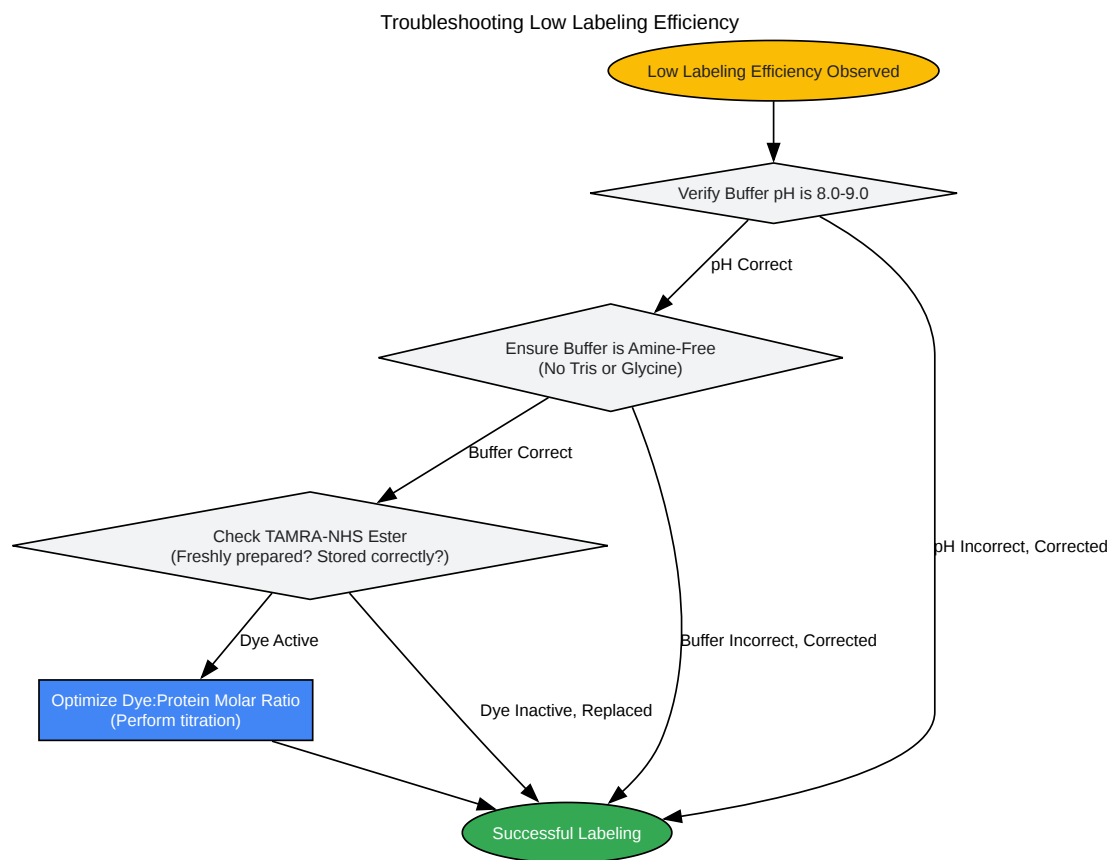 Troubleshooting Low Labeling Efficiency
Low Labeling Efficiency Observed
Verify Buffer pH is 8.0-9.0
pH Correct
Ensure Buffer is Amine-Free
(No Tris or Glycine)
Buffer Correct
Check TAMRA-NHS Ester
(Freshly prepared? Stored correctly?)
pH Incorrect, Corrected
Dye Active
Buffer Incorrect, Corrected
Optimize Dye:Protein Molar Ratio
(Perform titration)
Dye Inactive, Replaced
Successful Labeling